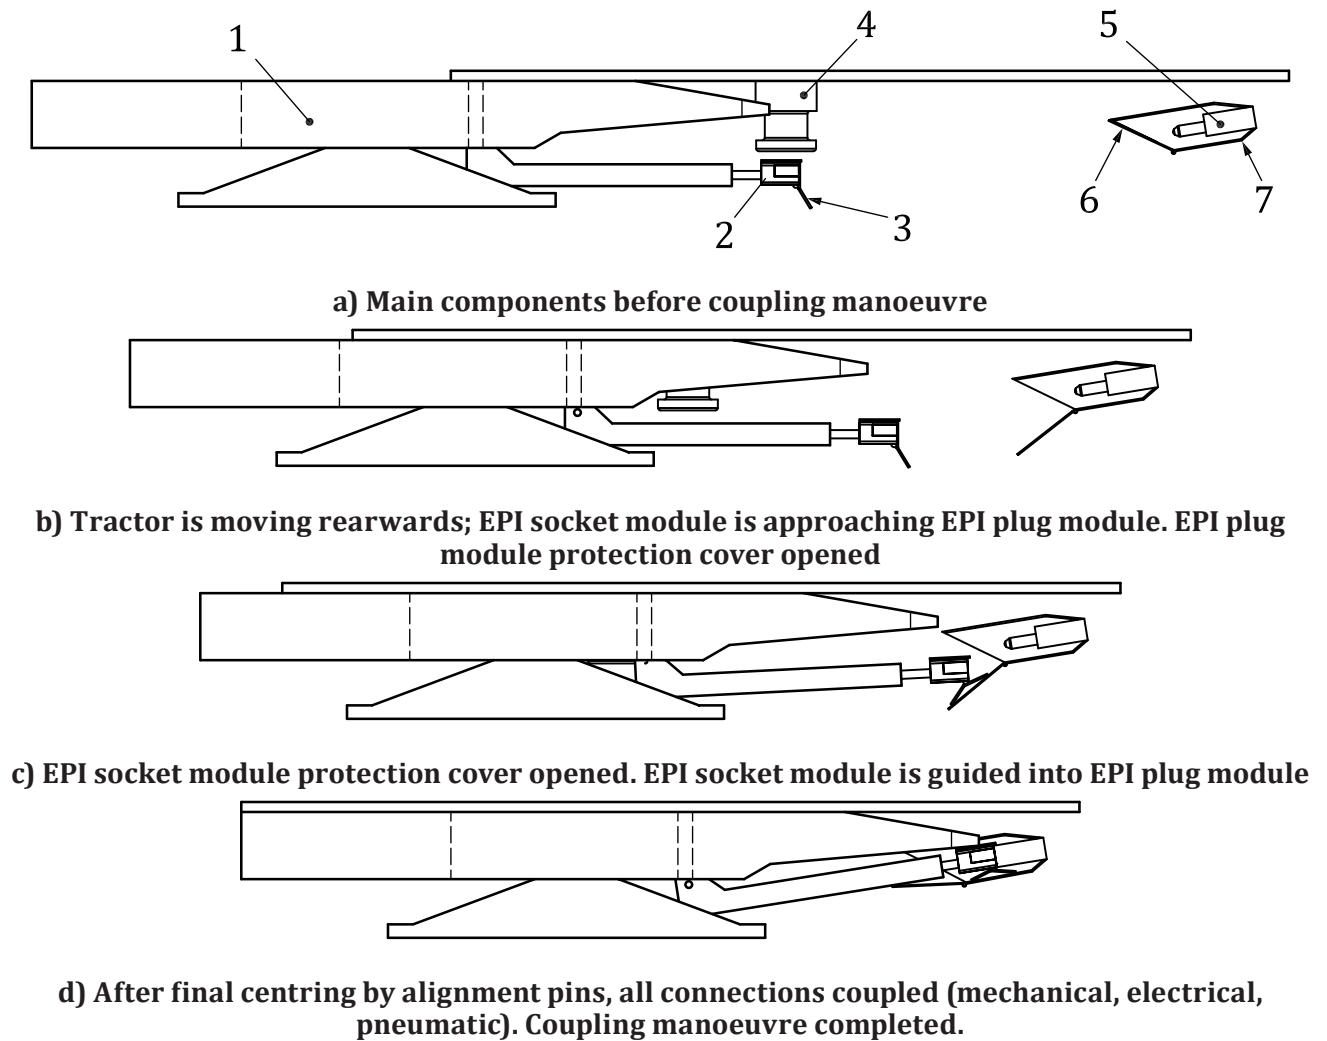 1
4
5
2
3
6
7
a) Main components before coupling manoeuvre
b) Tractor is moving rearwards; EPI socket module is approaching EPI plug module. EPI plug
module protection cover opened
c) EPI socket module protection cover opened. EPI socket module is guided into EPI plug module
d) After final centring by alignment pins, all connections coupled (mechanical, electrical,
pneumatic). Coupling manoeuvre completed.